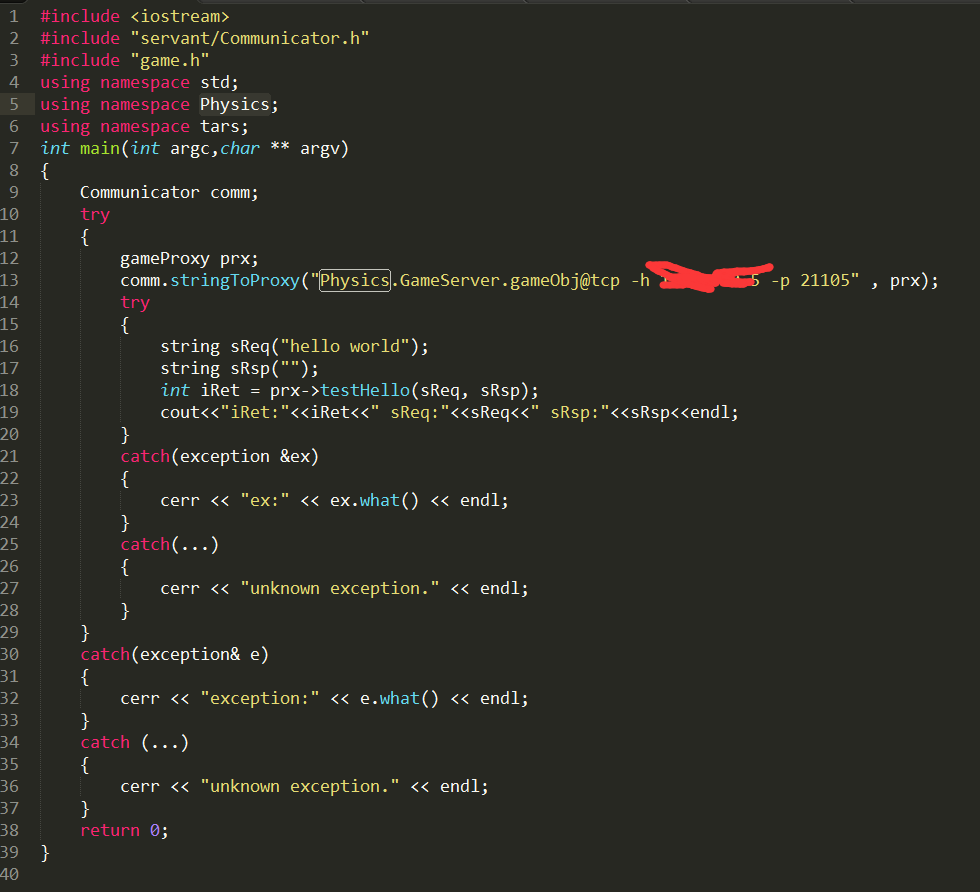 1 #include <iostream>
2 #include "servant/Communicator.h"
3 #include "game.h"
4 using namespace std;
5 using namespace Physics;
6 using namespace tars;
7 int main(int argc,char ** argv)
8 {
9     Communicator comm;
10     try
11     {
12         gameProxy prx;
13         comm.stringToProxy("Physics.GameServer.gameObj@tcp -h 5 -p 21105" , prx);
14         try
15         {
16             string sReq("hello world");
17             string sRsp("");
18             int iRet = prx->testHello(sReq, sRsp);
19             cout<<"iRet:"<<iRet<<" sReq:"<<sReq<<" sRsp:"<<sRsp<<endl;
20         }
21         catch(exception &ex)
22         {
23             cerr << "ex:" << ex.what() << endl;
24         }
25         catch(...)
26         {
27             cerr << "unknown exception." << endl;
28         }
29     }
30     catch(exception& e)
31     {
32         cerr << "exception:" << e.what() << endl;
33     }
34     catch (...)
35     {
36         cerr << "unknown exception." << endl;
37     }
38     return 0;
39 }
40